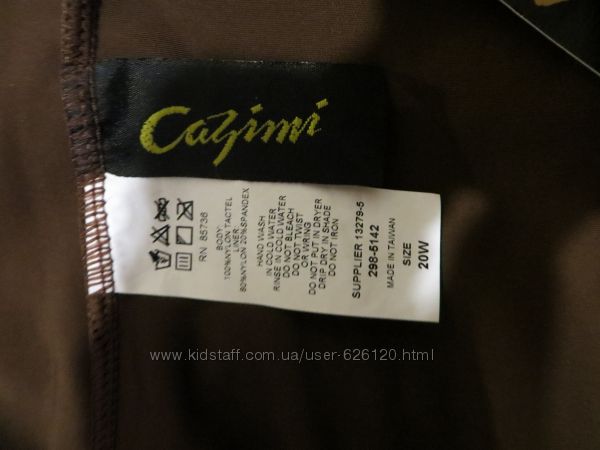 Cazimi
RN 85736
BODY:
100%NYLON TACTEL
LINER:
80%NYLON 20%SPANDEX
HAND WASH
IN COLD WATER
RINSE IN COLD WATER
DO NOT BLEACH
DO NOT TWIST
OR WRING
DO NOT PUT IN DRYER
DRIP DRY IN SHADE
DO NOT IRON
SUPPLIER 13279-5
298-5142
MADE IN TAIWAN
SIZE
20W
www.kidstaff.com.ua/user-626120.html